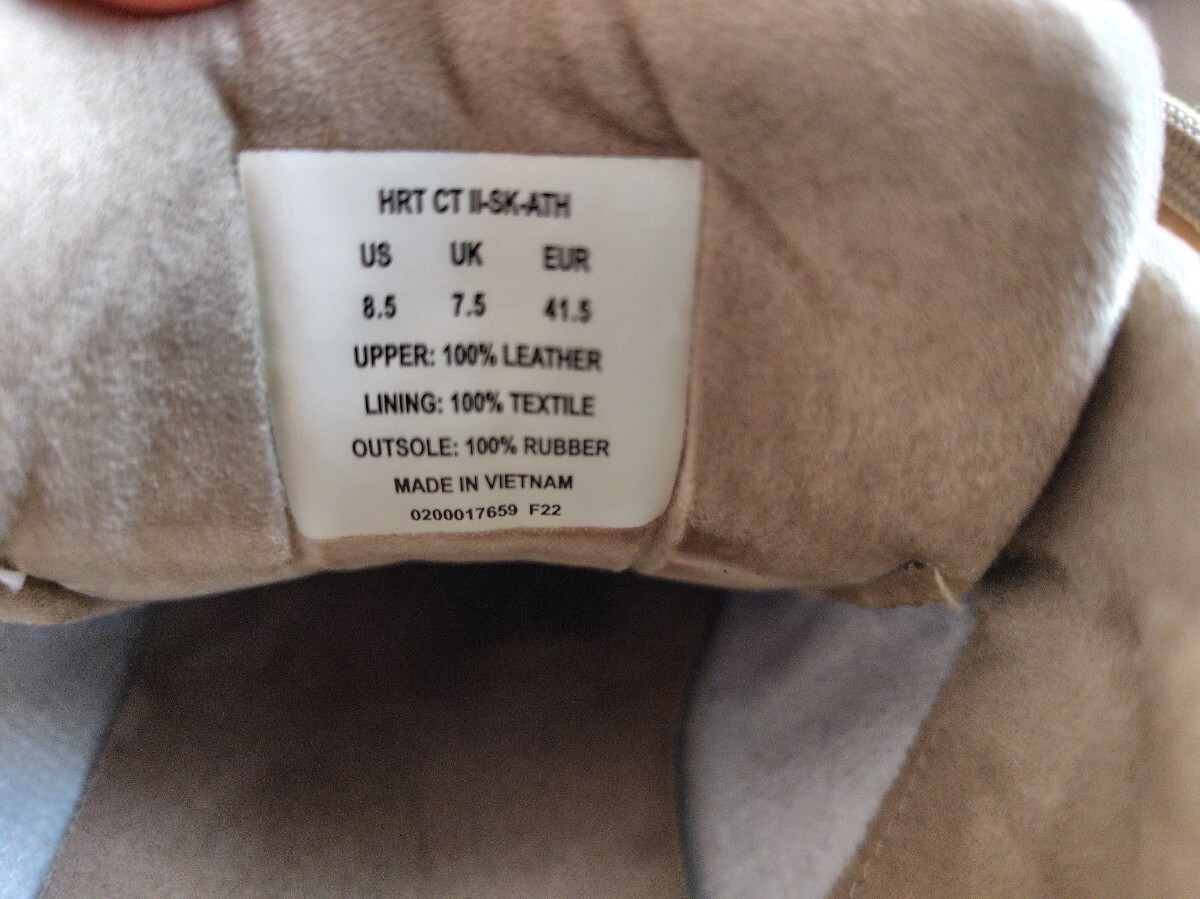 HRT CT II-SK-ATH
US UK EUR
8.5 7.5 41.5
UPPER: 100% LEATHER
LINING: 100% TEXTILE
OUTSOLE: 100% RUBBER
MADE IN VIETNAM
0200017659 F22